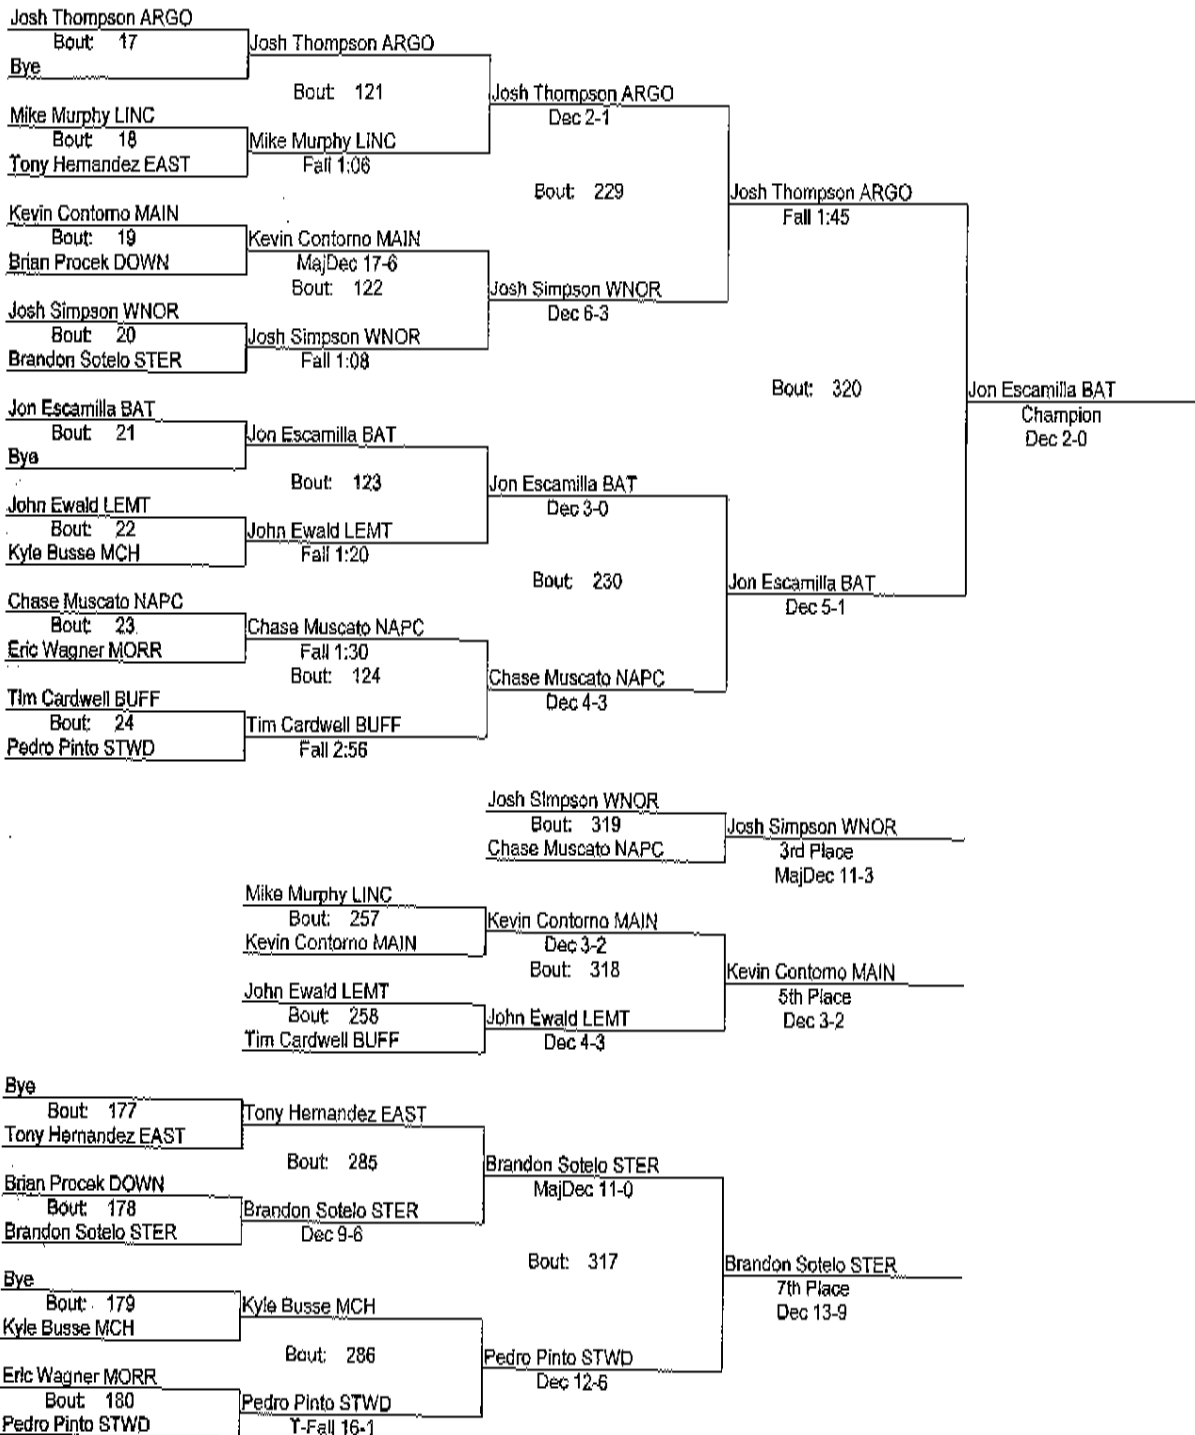 Josh Thompson ARGO
Bout: 17
Bye
Josh Thompson ARGO
Bout: 121
Mike Murphy LINC
Bout: 18
Tony Hernandez EAST
Mike Murphy LINC
Fall 1:06
Josh Thompson ARGO
Dec 2-1
Bout: 229
Kevin Contorno MAIN
Bout: 19
Brian Procek DOWN
Kevin Contorno MAIN
MajDec 17-6
Bout: 122
Josh Simpson WNOR
Bout: 20
Brandon Sotelo STER
Josh Simpson WNOR
Fall 1:08
Josh Simpson WNOR
Dec 6-3
Josh Thompson ARGO
Fall 1:45
Bout: 320
Jon Escamilla BAT
Champion
Dec 2-0
Jon Escamilla BAT
Bout: 21
Bye
Jon Escamilla BAT
Bout: 123
John Ewald LEMT
Bout: 22
Kyle Busse MCH
John Ewald LEMT
Fall 1:20
Jon Escamilla BAT
Dec 3-0
Bout: 230
Jon Escamilla BAT
Dec 5-1
Chase Muscato NAPC
Bout: 23
Eric Wagner MORR
Chase Muscato NAPC
Fall 1:30
Bout: 124
Tim Cardwell BUFF
Bout: 24
Pedro Pinto STWD
Tim Cardwell BUFF
Fall 2:56
Chase Muscato NAPC
Dec 4-3
Josh Simpson WNOR
Bout: 319
Chase Muscato NAPC
Josh Simpson WNOR
3rd Place
MajDec 11-3
Mike Murphy LINC
Bout: 257
Kevin Contorno MAIN
Kevin Contorno MAIN
Dec 3-2
Bout: 318
John Ewald LEMT
Bout: 258
Tim Cardwell BUFF
John Ewald LEMT
Dec 4-3
Kevin Contorno MAIN
5th Place
Dec 3-2
Bye
Bout: 177
Tony Hernandez EAST
Tony Hernandez EAST
Bout: 285
Brian Procek DOWN
Bout: 178
Brandon Sotelo STER
Brandon Sotelo STER
Dec 9-6
Brandon Sotelo STER
MajDec 11-0
Bout: 317
Brandon Sotelo STER
7th Place
Dec 13-9
Bye
Bout: 179
Kyle Busse MCH
Kyle Busse MCH
Bout: 286
Eric Wagner MORR
Bout: 180
Pedro Pinto STWD
Pedro Pinto STWD
T-Fall 16-1
Pedro Pinto STWD
Dec 12-6